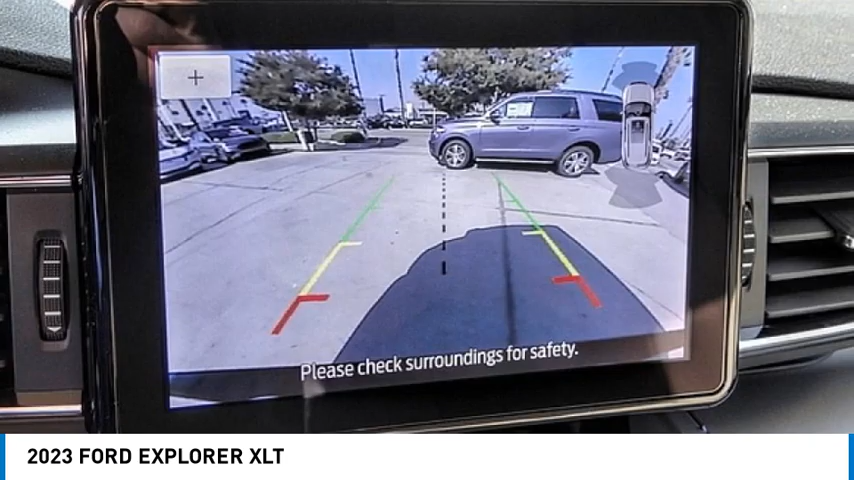 +
Please check surroundings for safety.
2023 FORD EXPLORER XLT